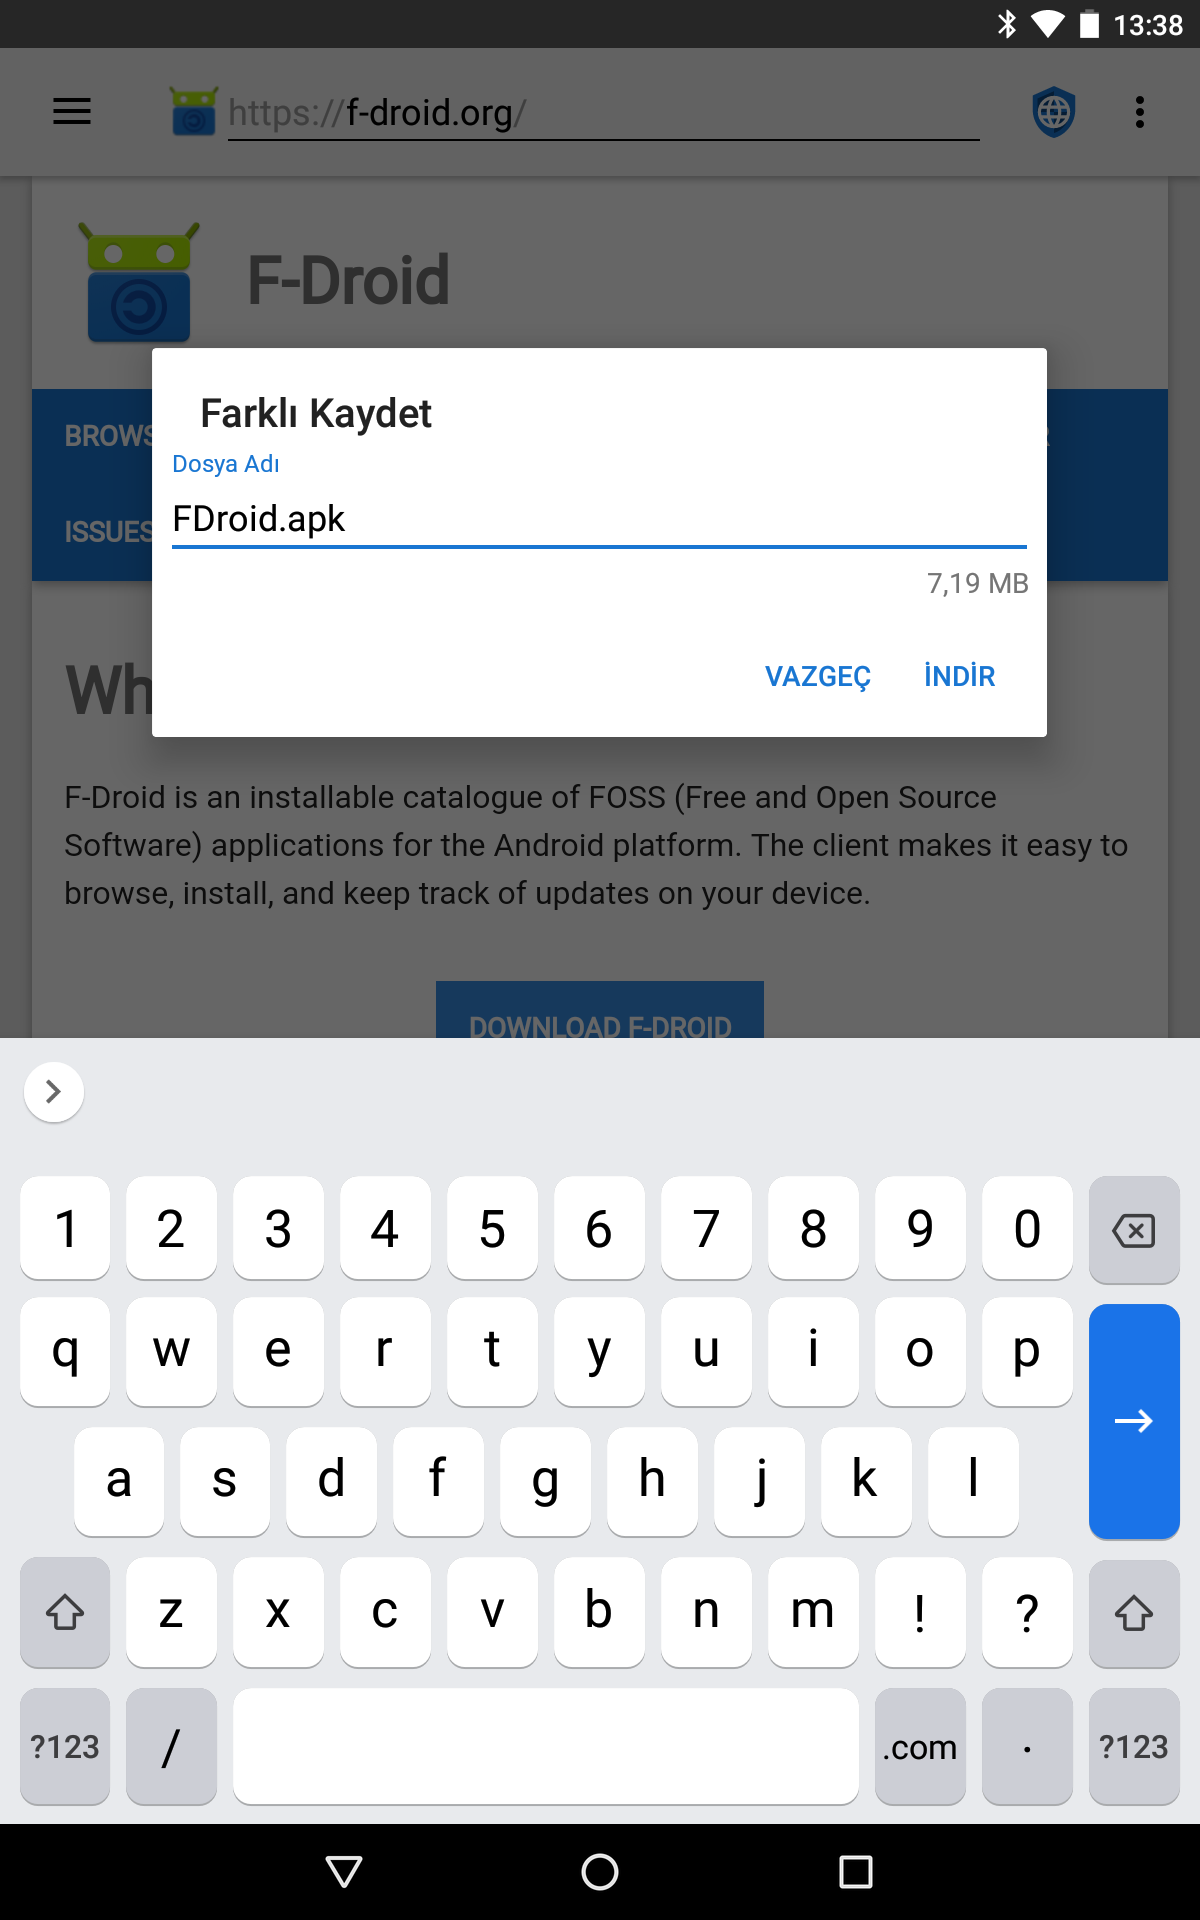 13:38
https://f-droid.org/
F-Droid
BROWS
R
ISSUES
Farklı Kaydet
Dosya Adı
FDroid.apk
7,19 MB
VAZGEÇ İNDİR
Wh
F-Droid is an installable catalogue of FOSS (Free and Open Source
Software) applications for the Android platform. The client makes it easy to
browse, install, and keep track of updates on your device.
DOWNLOAD F-DROID
1 2 3 4 5 6 7 8 9 0
q w e r t y u i o p
a s d f g h j k l
z x c v b n m ! ?
?123 / .com . ?123